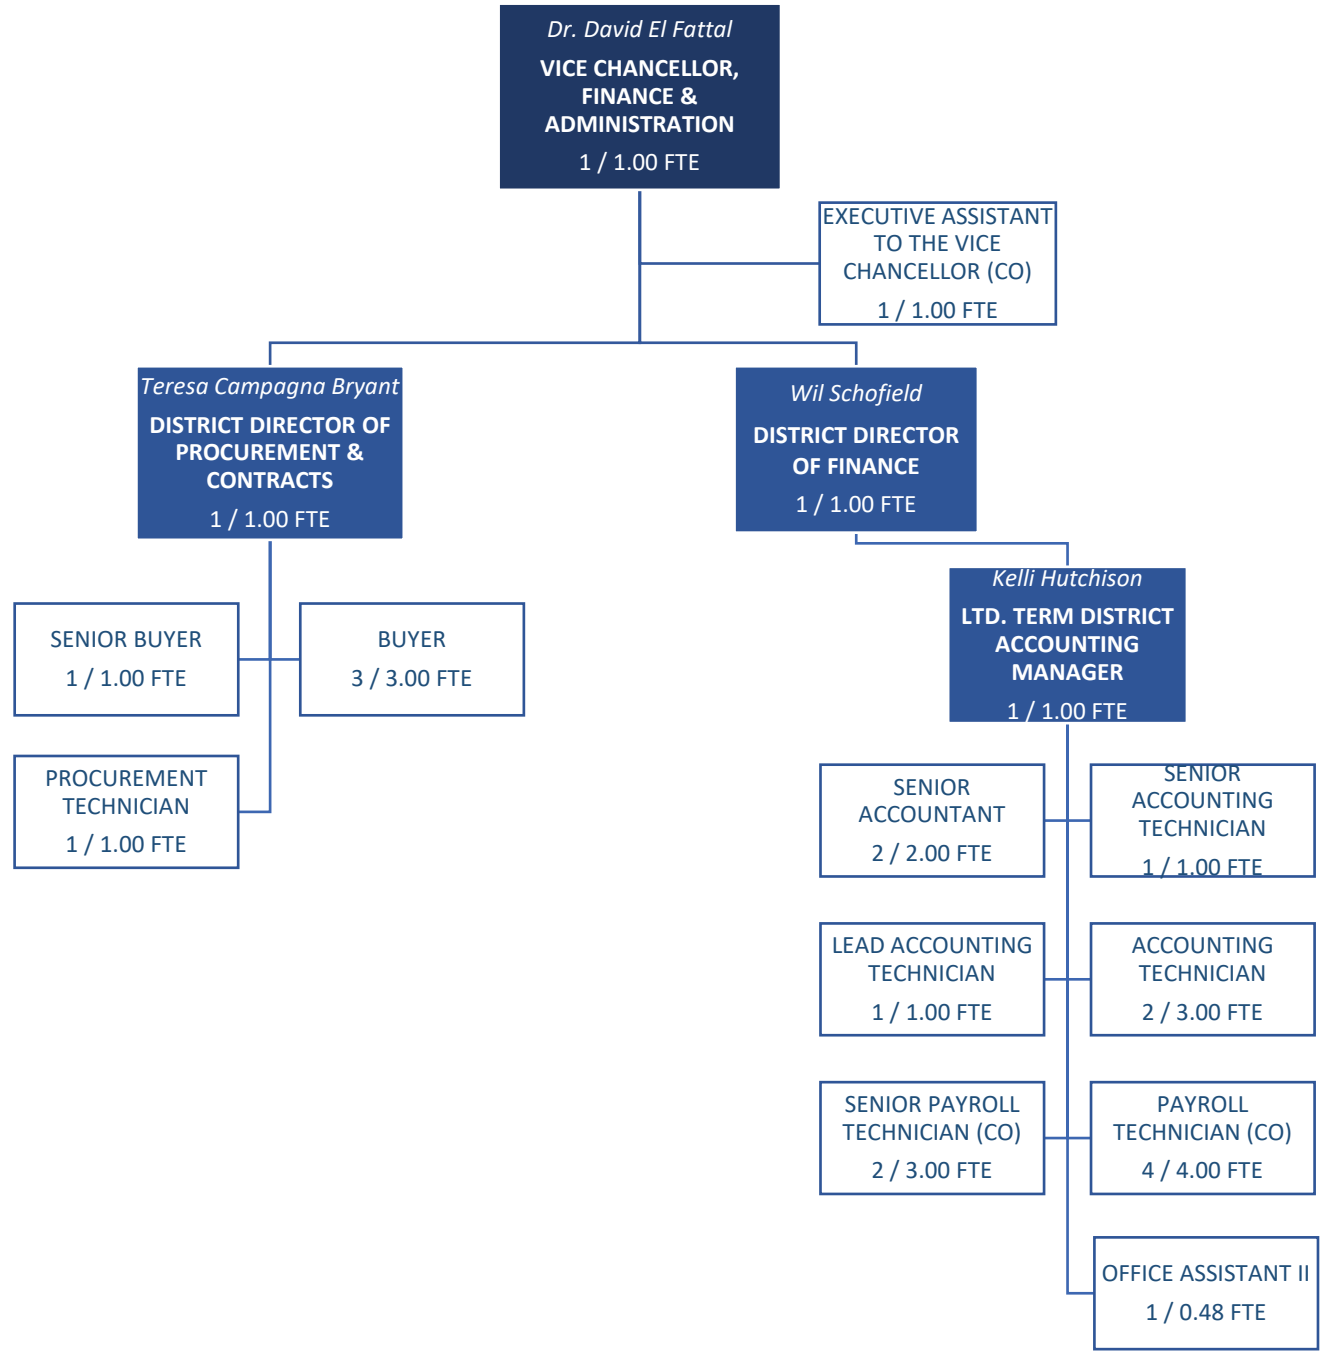 Dr. David El Fattal
VICE CHANCELLOR,
FINANCE &
ADMINISTRATION
1 / 1.00 FTE
EXECUTIVE ASSISTANT
TO THE VICE
CHANCELLOR (CO)
1 / 1.00 FTE
Teresa Campagna Bryant
DISTRICT DIRECTOR OF
PROCUREMENT &
CONTRACTS
1 / 1.00 FTE
Wil Schofield
DISTRICT DIRECTOR
OF FINANCE
1 / 1.00 FTE
Kelli Hutchison
LTD. TERM DISTRICT
ACCOUNTING
MANAGER
1 / 1.00 FTE
SENIOR BUYER
1 / 1.00 FTE
BUYER
3 / 3.00 FTE
PROCUREMENT
TECHNICIAN
1 / 1.00 FTE
SENIOR
ACCOUNTANT
2 / 2.00 FTE
SENIOR
ACCOUNTING
TECHNICIAN
1 / 1.00 FTE
LEAD ACCOUNTING
TECHNICIAN
1 / 1.00 FTE
ACCOUNTING
TECHNICIAN
2 / 3.00 FTE
SENIOR PAYROLL
TECHNICIAN (CO)
2 / 3.00 FTE
PAYROLL
TECHNICIAN (CO)
4 / 4.00 FTE
OFFICE ASSISTANT II
1 / 0.48 FTE